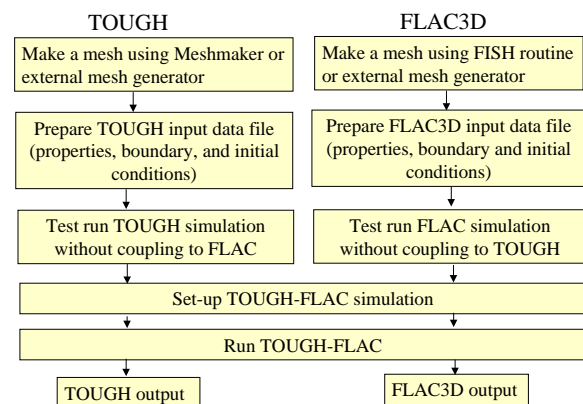 TOUGH
Make a mesh using Meshmaker or
external mesh generator
Prepare TOUGH input data file
(properties, boundary, and initial
conditions)
Test run TOUGH simulation
without coupling to FLAC
FLAC3D
Make a mesh using FISH routine
or external mesh generator
Prepare FLAC3D input data file
(properties, boundary and initial
conditions)
Test run FLAC simulation
without coupling to TOUGH
Set-up TOUGH-FLAC simulation
Run TOUGH-FLAC
TOUGH output
FLAC3D output